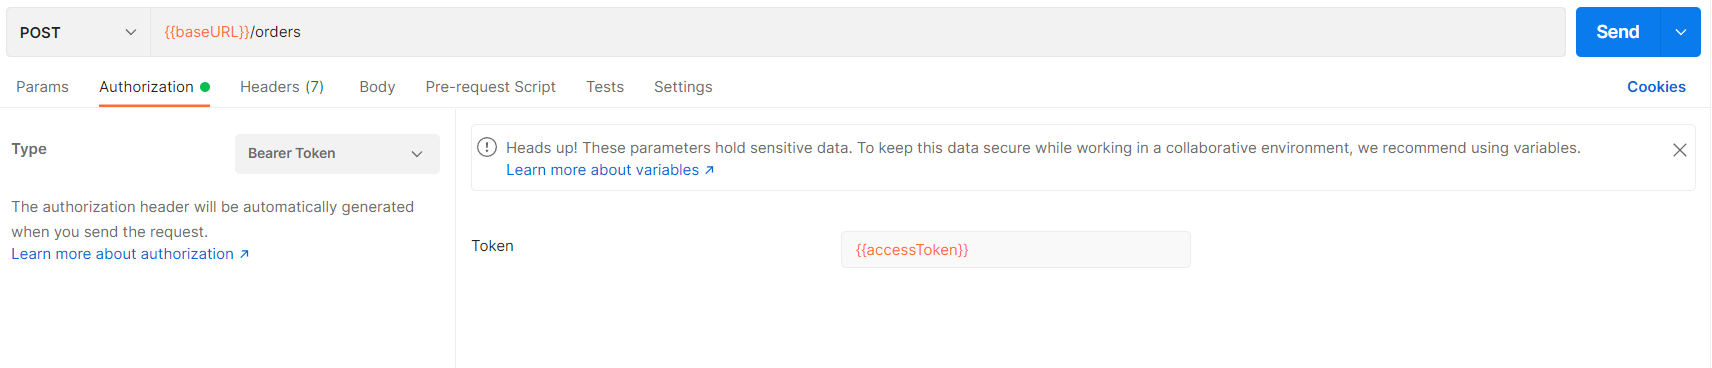 POST {{baseURL}}/orders Send
Params Authorization Headers (7) Body Pre-request Script Tests Settings Cookies
Type Bearer Token
The authorization header will be automatically generated
when you send the request.
Learn more about authorization ↗
Heads up! These parameters hold sensitive data. To keep this data secure while working in a collaborative environment, we recommend using variables.
Learn more about variables ↗
Token {{accessToken}}